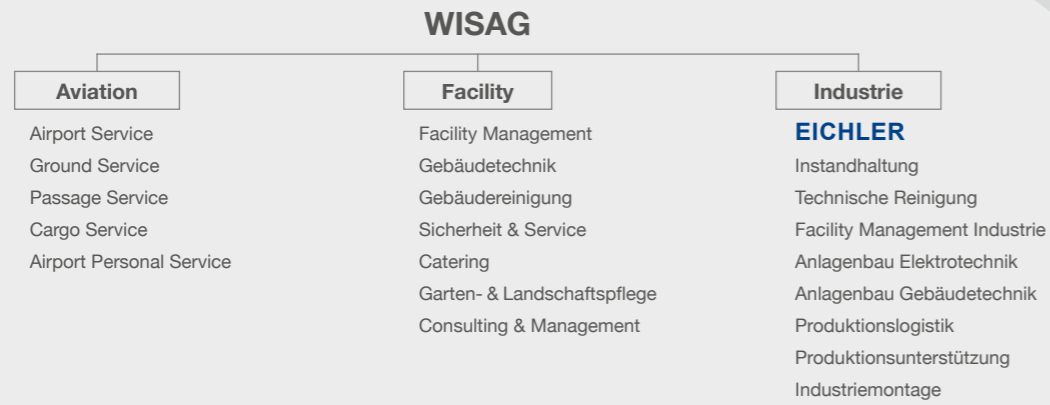 WISAG
Aviation
Airport Service
Ground Service
Passage Service
Cargo Service
Airport Personal Service
Facility
Facility Management
Gebäudetechnik
Gebäudereinigung
Sicherheit & Service
Catering
Garten- & Landschaftspflege
Consulting & Management
Industrie
EICHLER
Instandhaltung
Technische Reinigung
Facility Management Industrie
Anlagenbau Elektrotechnik
Anlagenbau Gebäudetechnik
Produktionslogistik
Produktionsunterstützung
Industriemontage